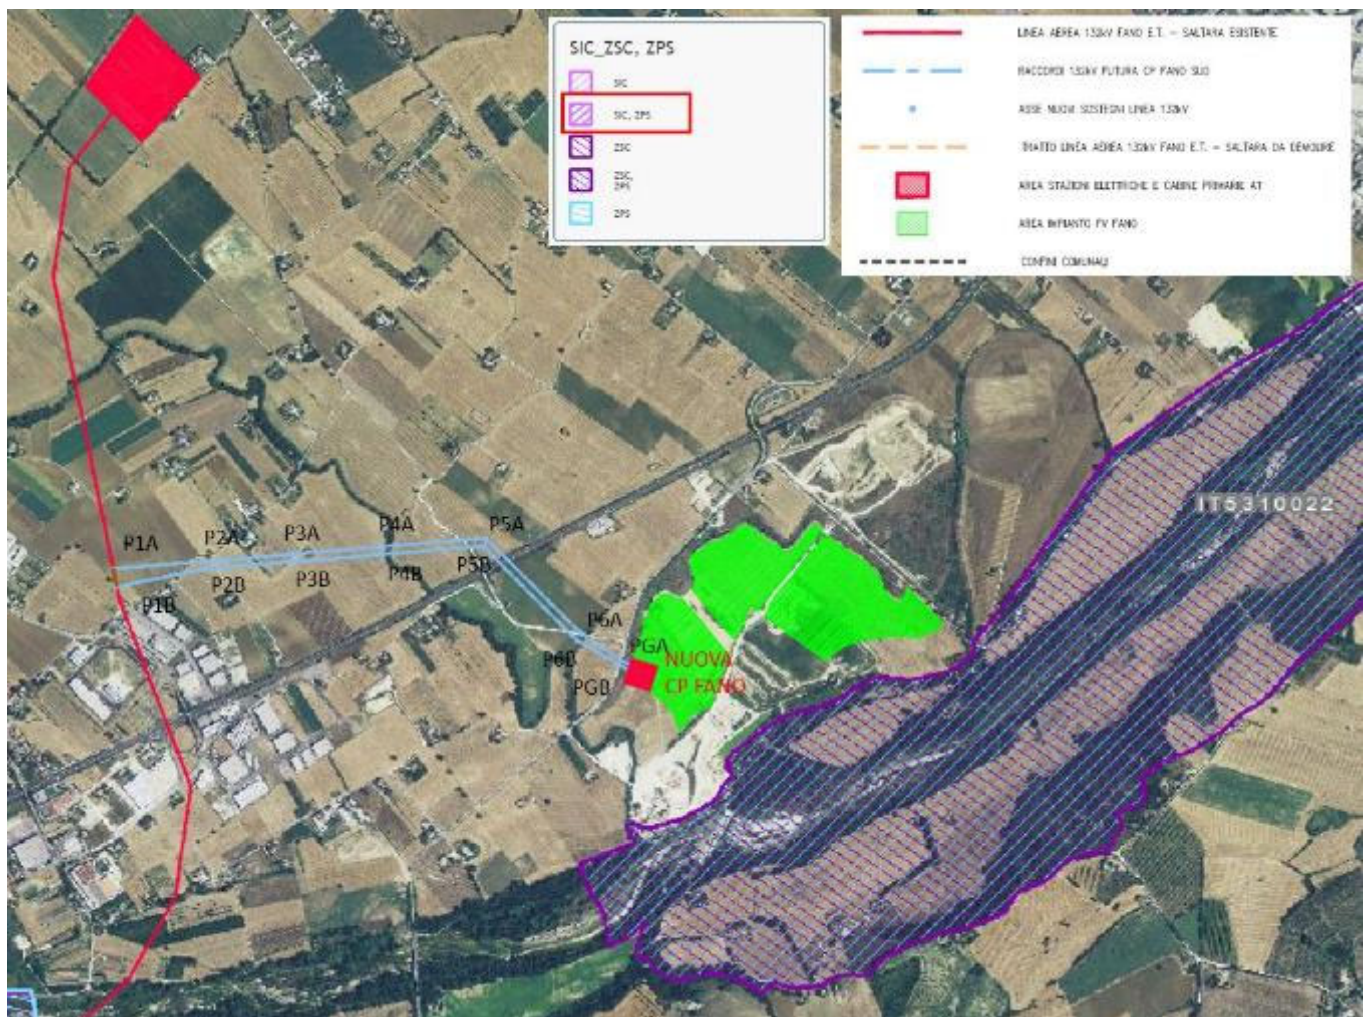 SIC_ZSC, ZPS
SIC
SIC, ZPS
ZSC
ZSC,
ZPS
ZPS
LINEA AEREA 132kV FANO E.T. – SALTARA ESISTENTE
RACCORDI 132kV FUTURA CP FANO SUD
ASSE NUOVI SOSTEGNI LINEA 132kV
TRATTO LINEA AEREA 132kV FANO E.T. – SALTARA DA DEMOLIRE
AREA STAZIONI ELETTRICHE E CABINE PRIMARIE AT
AREA IMPIANTO FV FANO
CONFINI COMUNALI
IT5310022
P1A
P2A
P3A
P4A
P5A
P1B
P2B
P3B
P4B
P5B
P6A
P6B
PGA
PGB
NUOVA
CP FANO